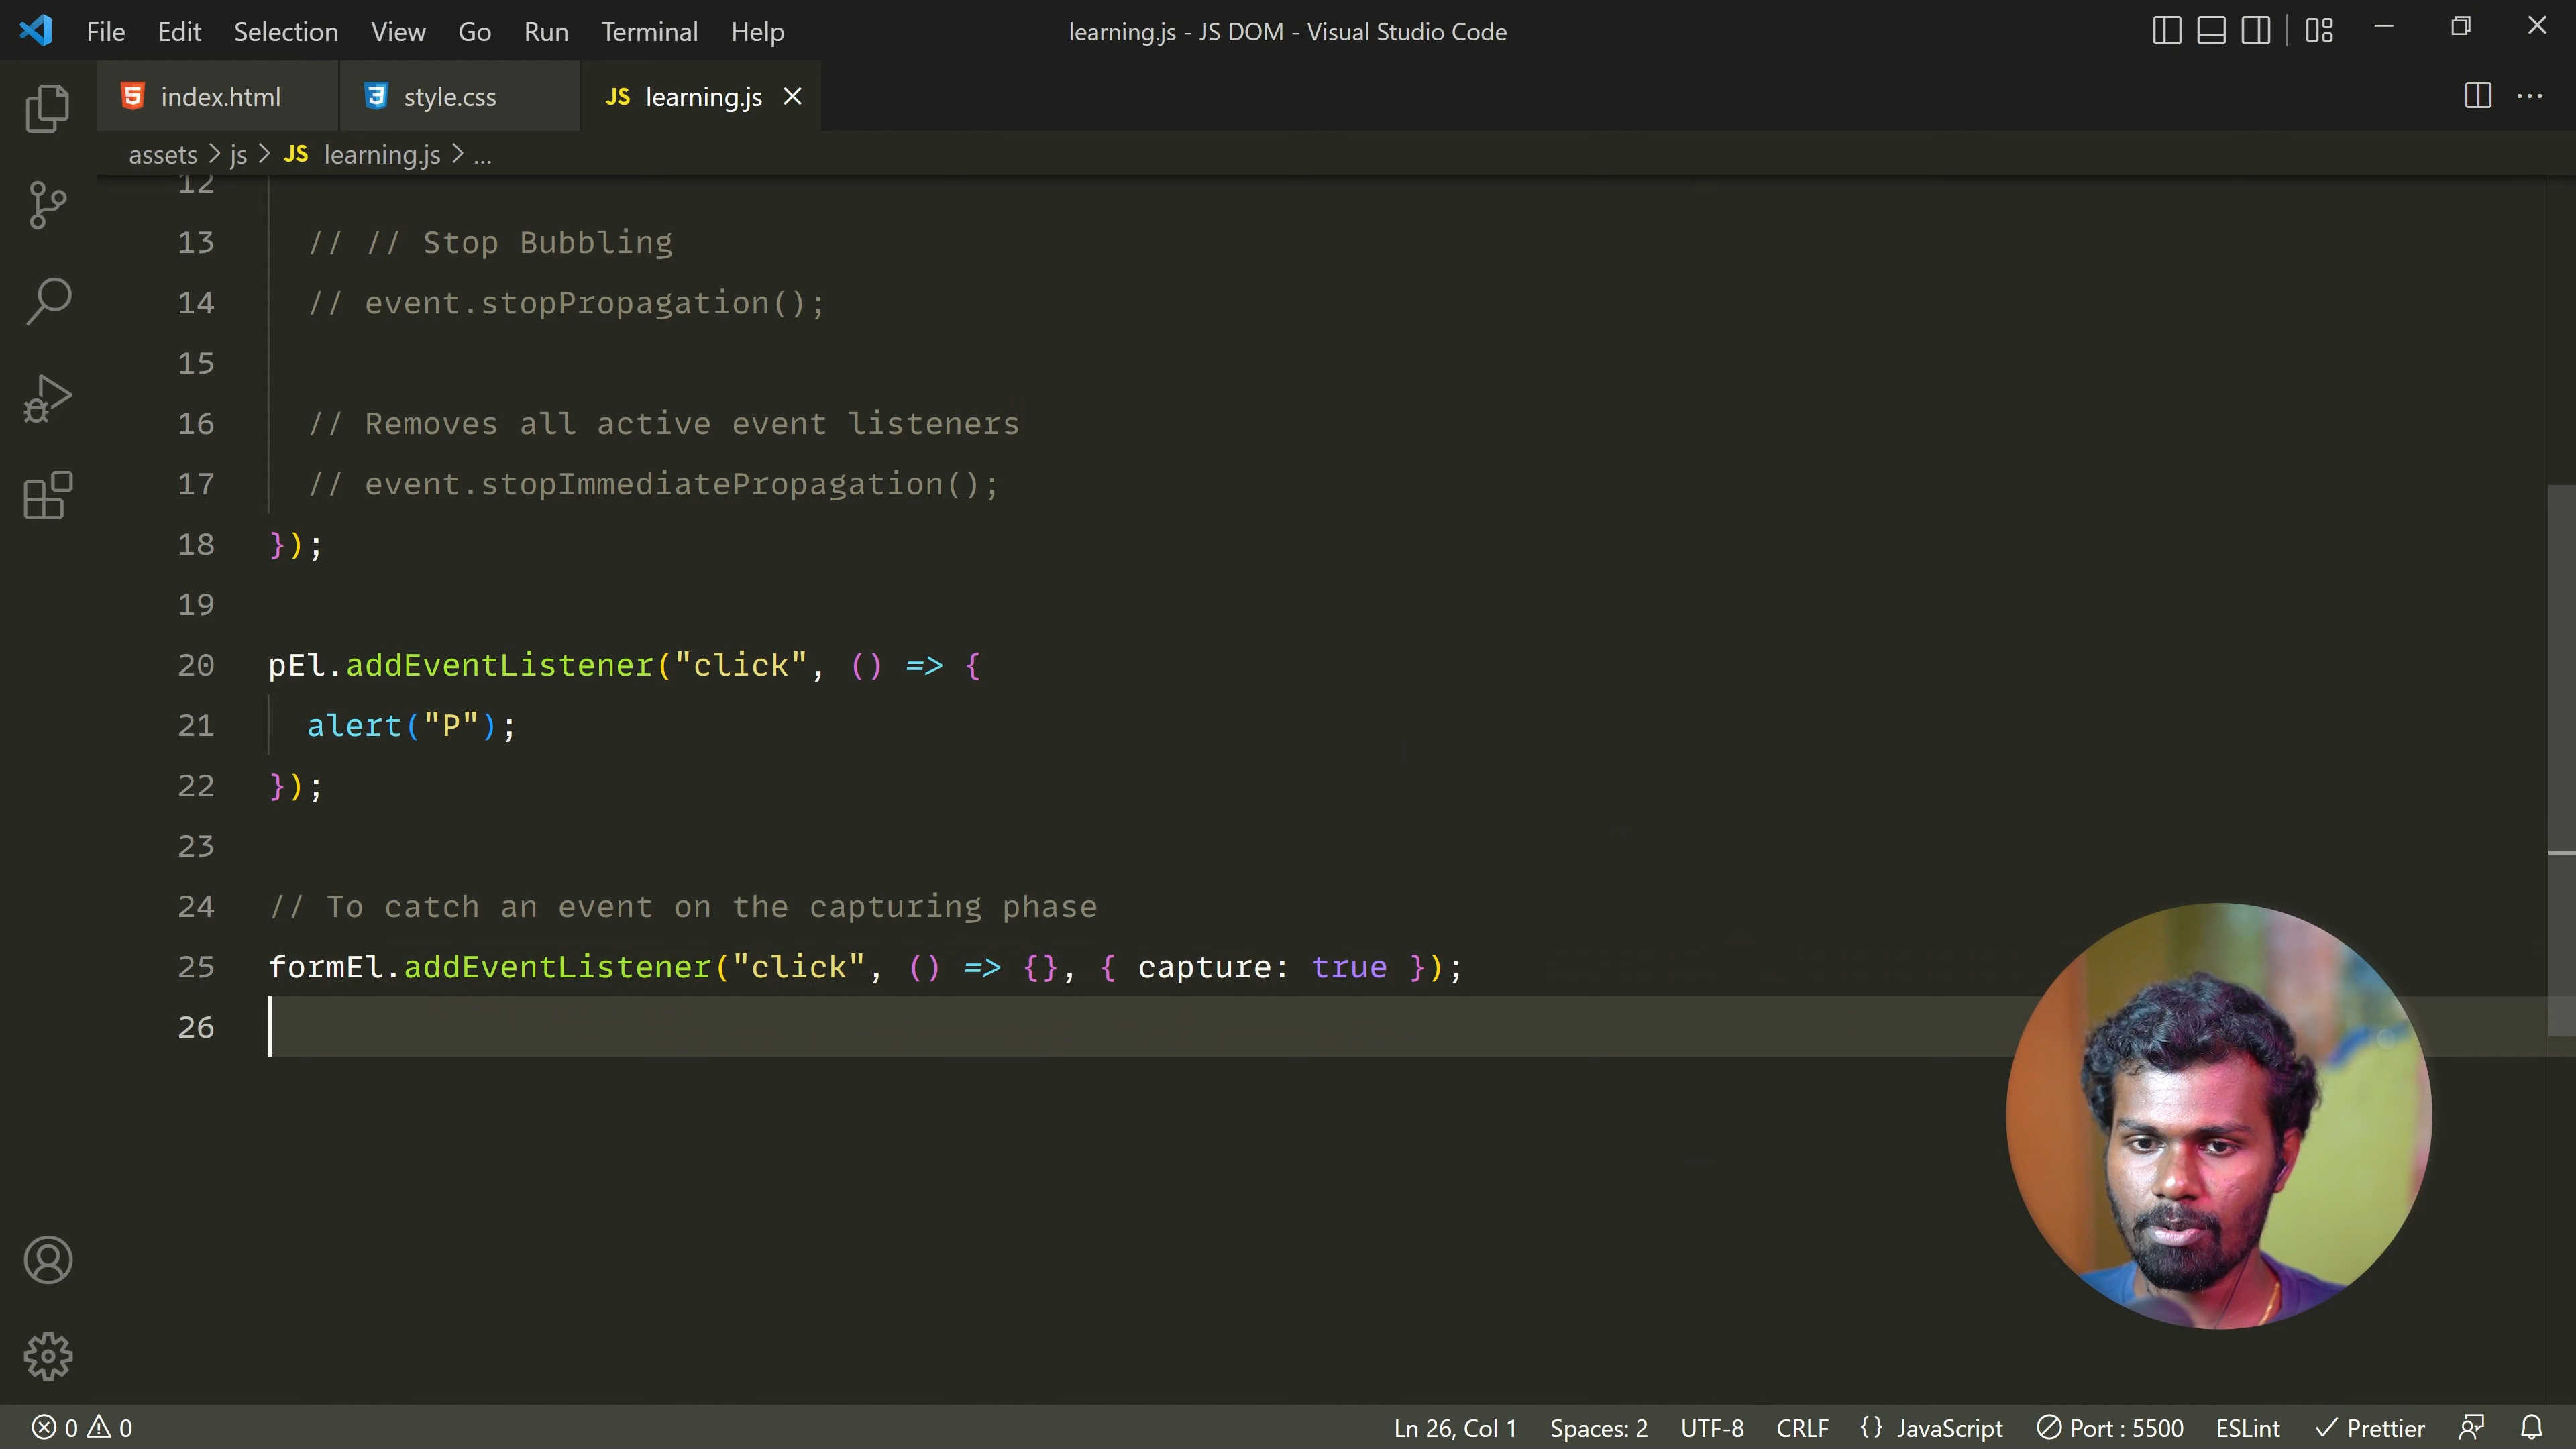 File Edit Selection View Go Run Terminal Help learning.js - JS DOM - Visual Studio Code
index.html style.css JS learning.js
assets > js > JS learning.js > ...
12
13 // // Stop Bubbling
14 // event.stopPropagation();
15
16 // Removes all active event listeners
17 // event.stopImmediatePropagation();
18 });
19
20 pEl.addEventListener("click", () => {
21 alert("P");
22 });
23
24 // To catch an event on the capturing phase
25 formEl.addEventListener("click", () => {}, { capture: true });
26
0 0 Ln 26, Col 1 Spaces: 2 UTF-8 CRLF {} JavaScript Port : 5500 ESLint Prettier